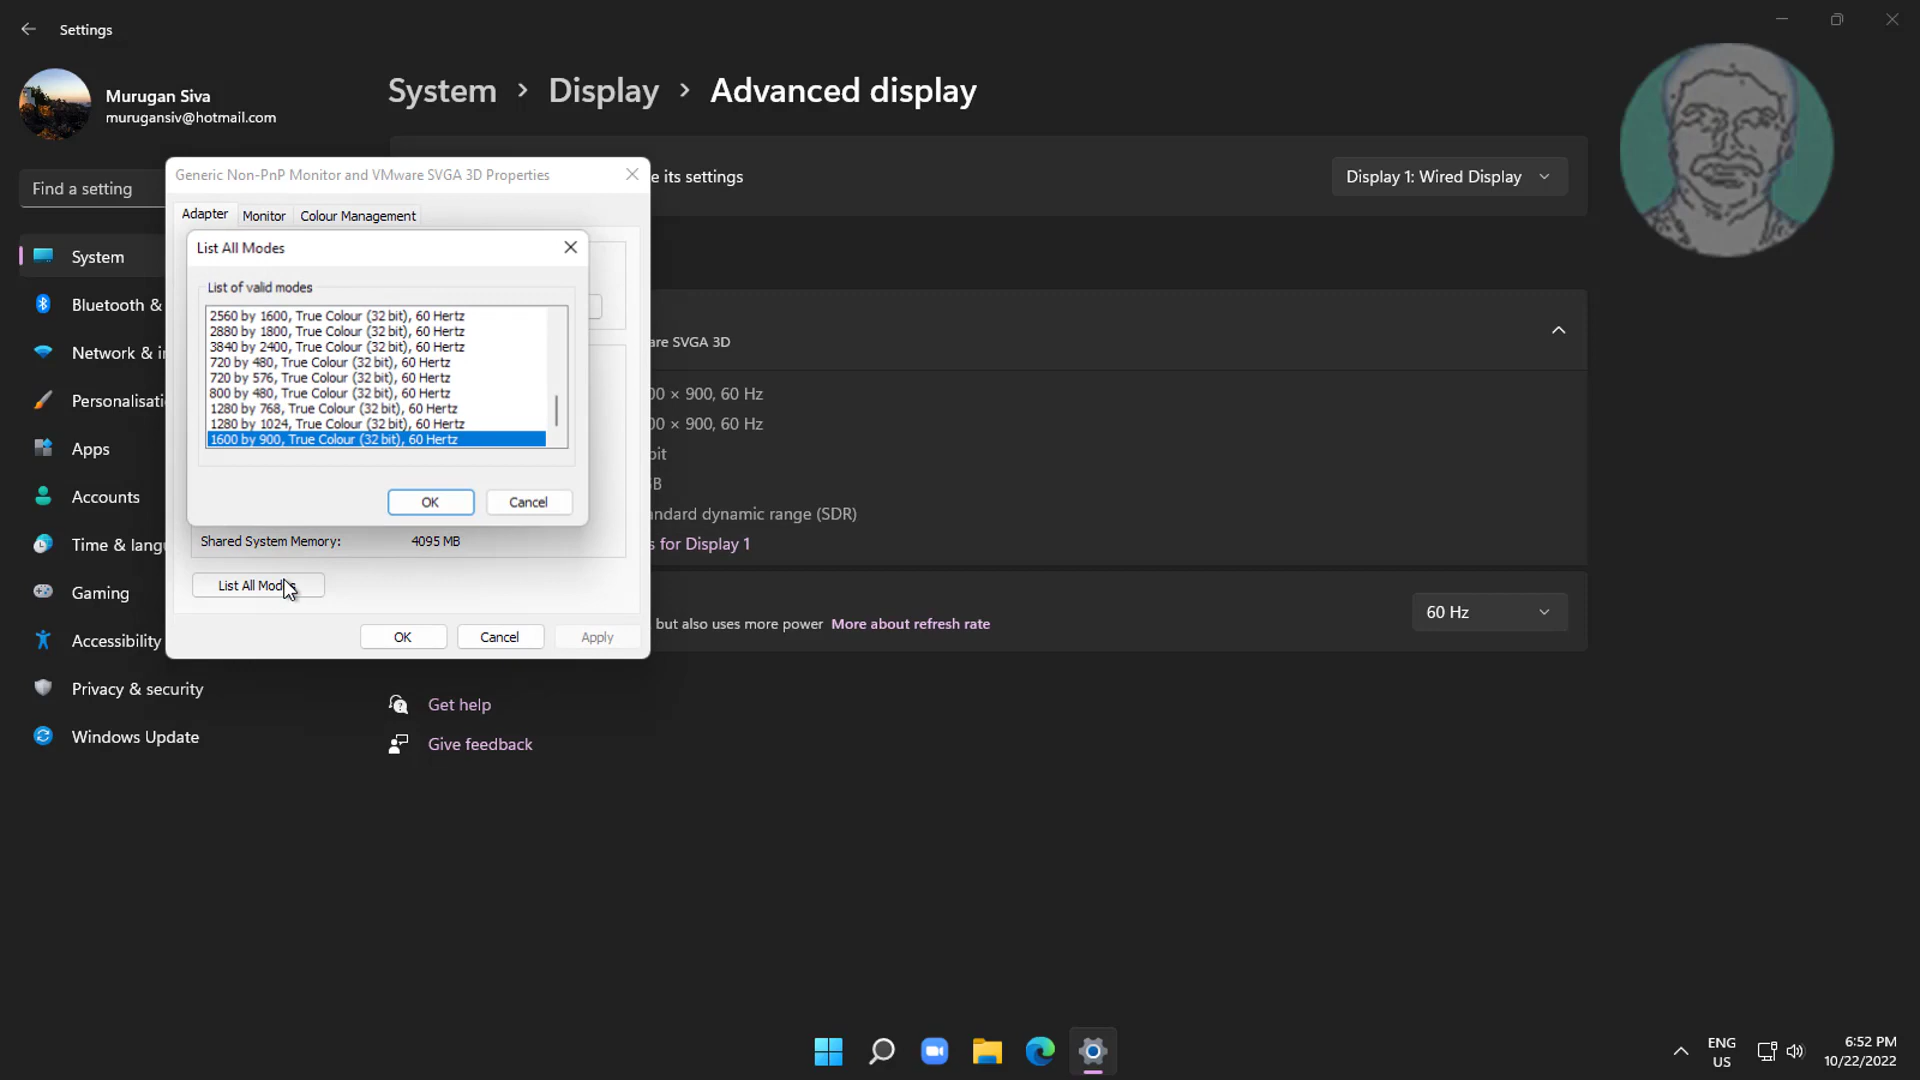 Settings
Murugan Siva
murugansiv@hotmail.com
System > Display > Advanced display
Find a setting
System
Bluetooth &
Network & i
Personalisati
Apps
Accounts
Time & lang
Gaming
Accessibility
Privacy & security
Windows Update
Generic Non-PnP Monitor and VMware SVGA 3D Properties
Adapter Monitor Colour Management
List All Modes
List of valid modes
2560 by 1600, True Colour (32 bit), 60 Hertz
2880 by 1800, True Colour (32 bit), 60 Hertz
3840 by 2400, True Colour (32 bit), 60 Hertz
720 by 480, True Colour (32 bit), 60 Hertz
720 by 576, True Colour (32 bit), 60 Hertz
800 by 480, True Colour (32 bit), 60 Hertz
1280 by 768, True Colour (32 bit), 60 Hertz
1280 by 1024, True Colour (32 bit), 60 Hertz
1600 by 900, True Colour (32 bit), 60 Hertz
OK Cancel
Shared System Memory: 4095 MB
List All Modes
OK Cancel Apply
e its settings
Display 1: Wired Display
are SVGA 3D
00 × 900, 60 Hz
00 × 900, 60 Hz
bit
B
andard dynamic range (SDR)
s for Display 1
but also uses more power More about refresh rate
60 Hz
Get help
Give feedback
ENG
US
6:52 PM
10/22/2022